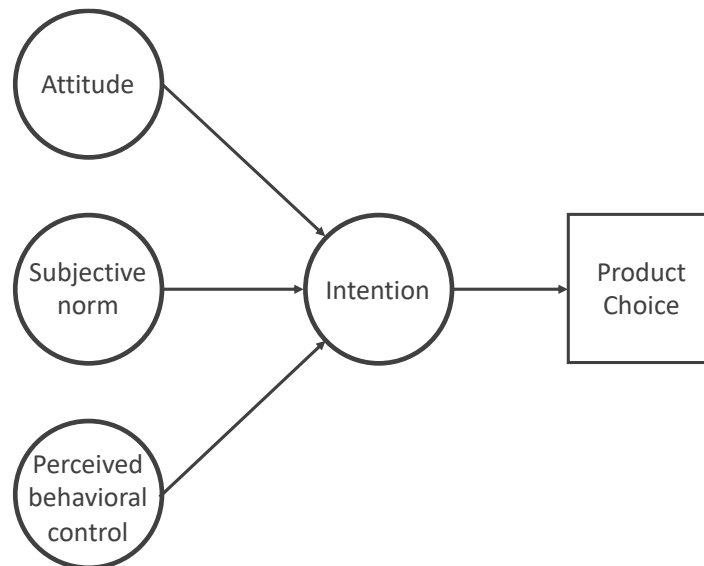 Attitude
Subjective
norm
Intention
Product
Choice
Perceived
behavioral
control